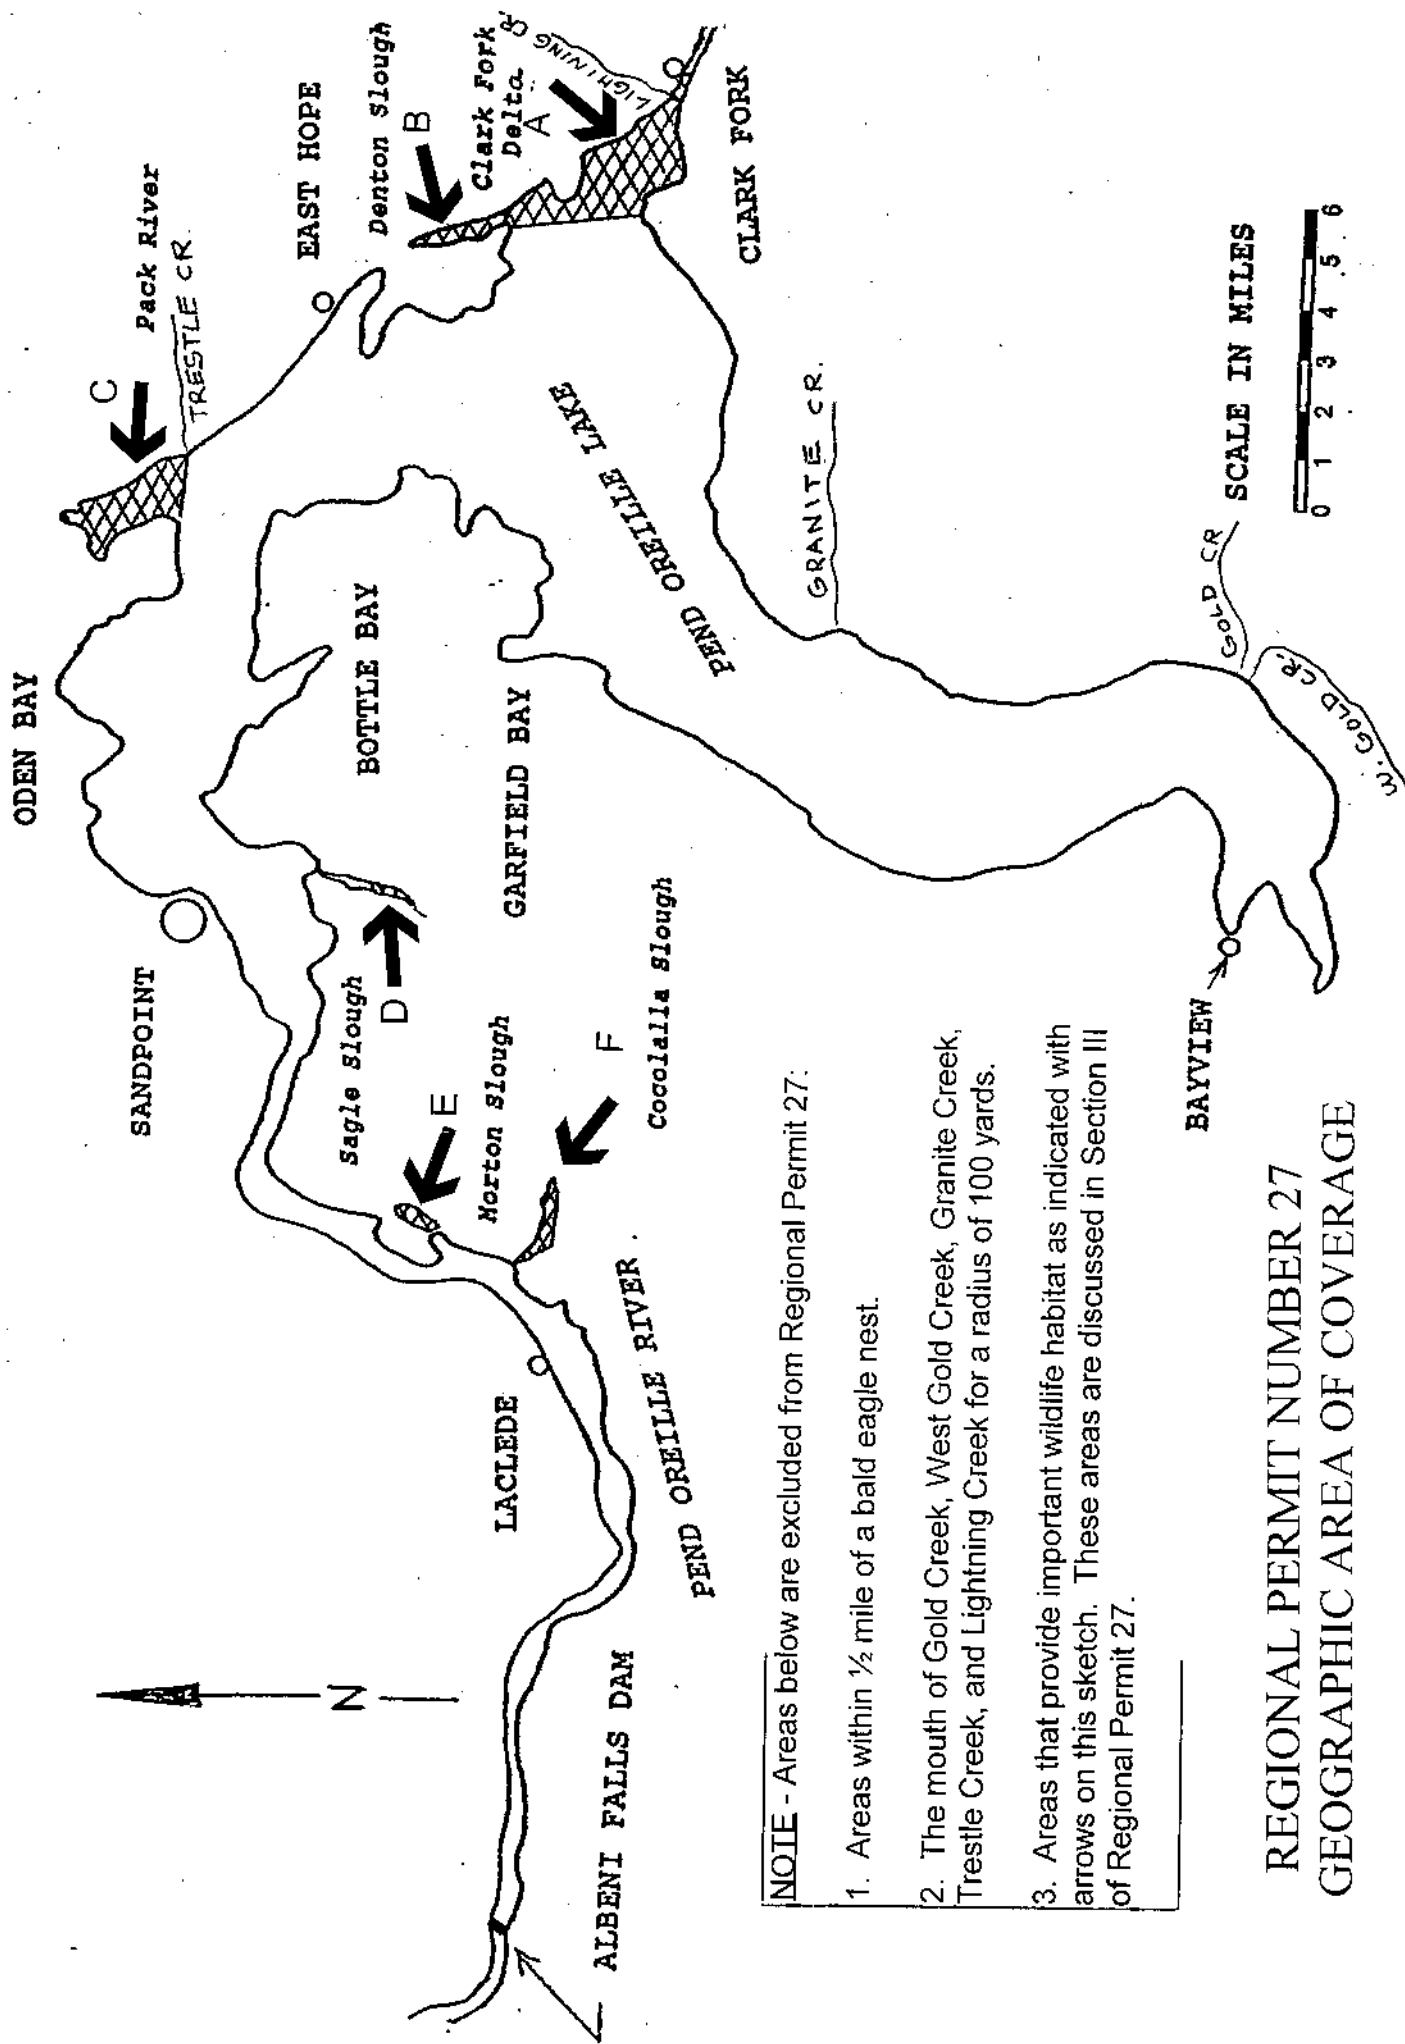 ODEN BAY
SANDPOINT
C
Pack River
TRESTLE CR.
EAST HOPE
Denton Slough
B
Clark Fork
Delta
A
LIGHTNING CR
CLARK FORK
BOTTLE BAY
GARFIELD BAY
PEND OREILLE LAKE
Sagle Slough
D
E
Morton Slough
F
Cocolalla Slough
GRANITE CR.
GOLD CR
W. GOLD CR.
BAYVIEW
SCALE IN MILES
0 1 2 3 4 5 6
N
LACLEDE
PEND OREILLE RIVER
ALBENI FALLS DAM
NOTE - Areas below are excluded from Regional Permit 27:
1. Areas within ½ mile of a bald eagle nest.
2. The mouth of Gold Creek, West Gold Creek, Granite Creek,
Trestle Creek, and Lightning Creek for a radius of 100 yards.
3. Areas that provide important wildlife habitat as indicated with
arrows on this sketch. These areas are discussed in Section III
of Regional Permit 27.
REGIONAL PERMIT NUMBER 27
GEOGRAPHIC AREA OF COVERAGE